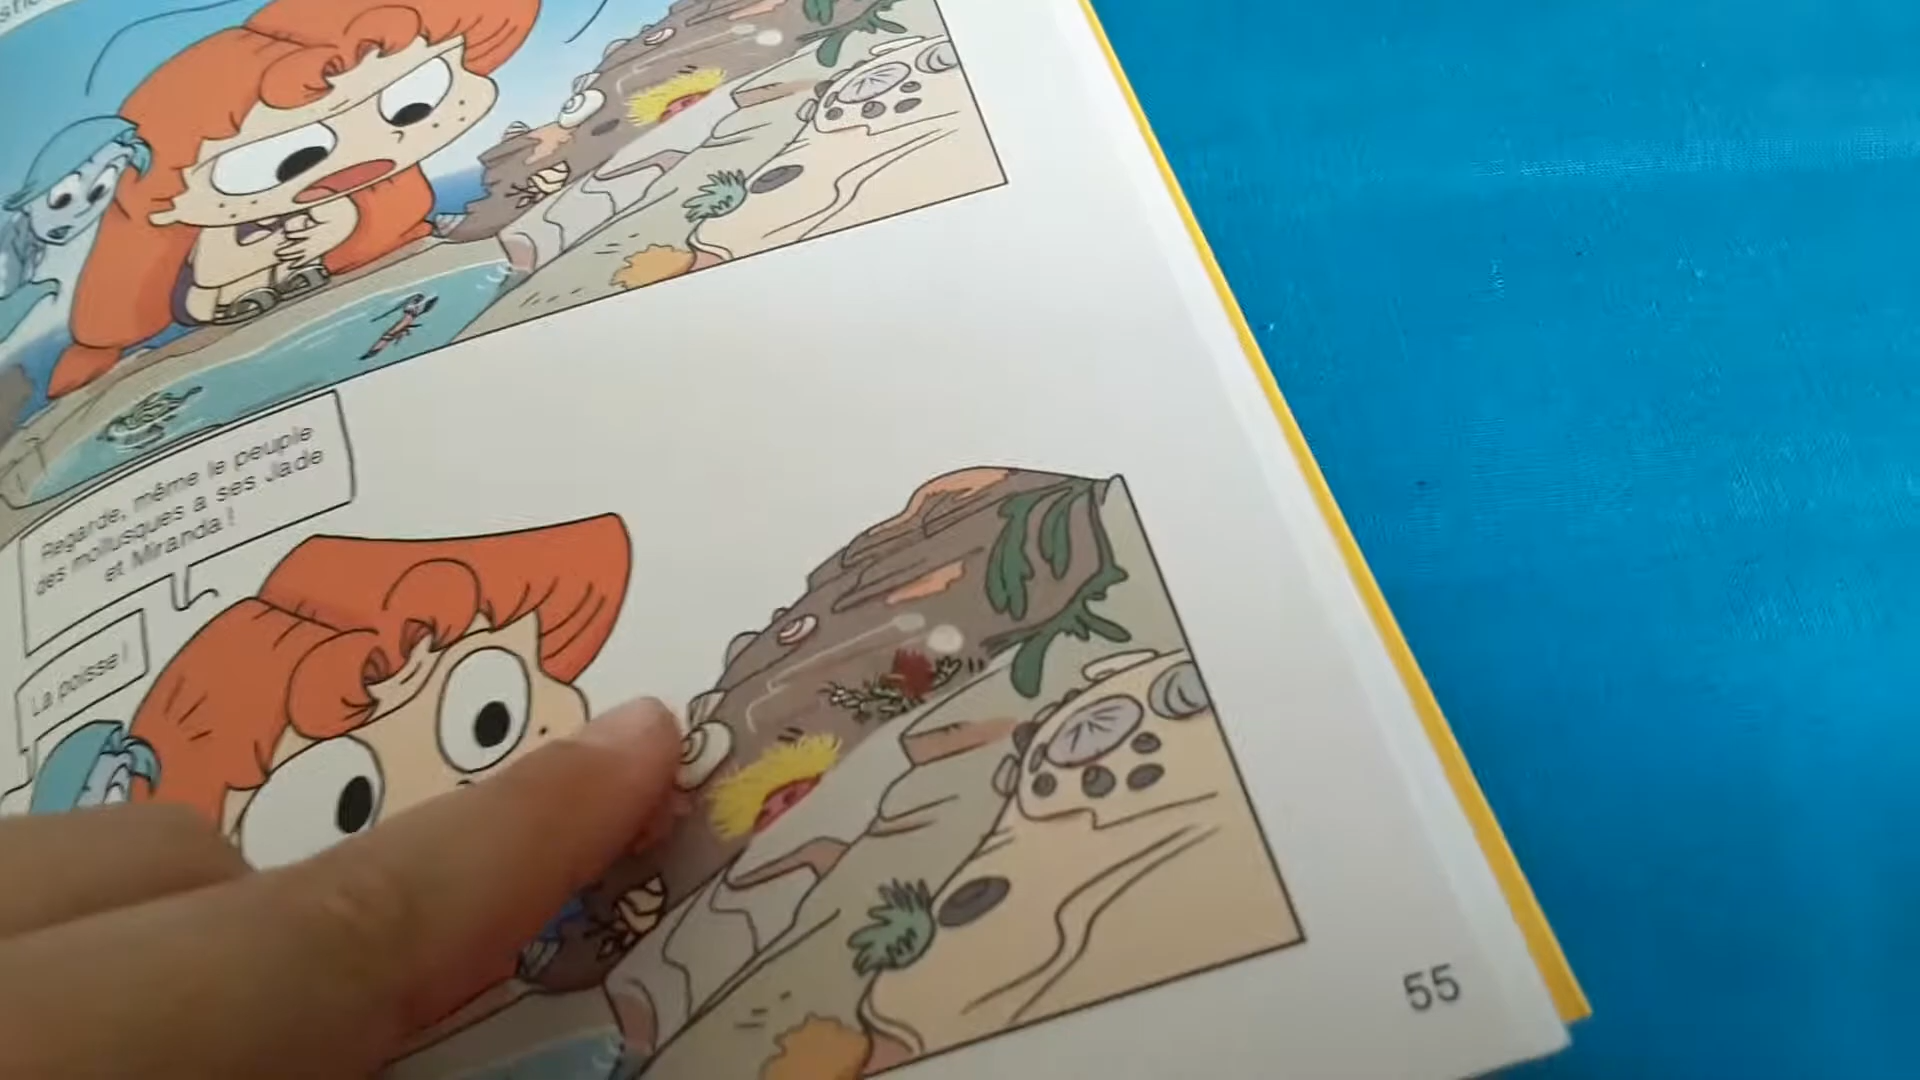 Regarde, même le peuple
des mollusques a ses Jade
et Miranda !
La poisse !
55